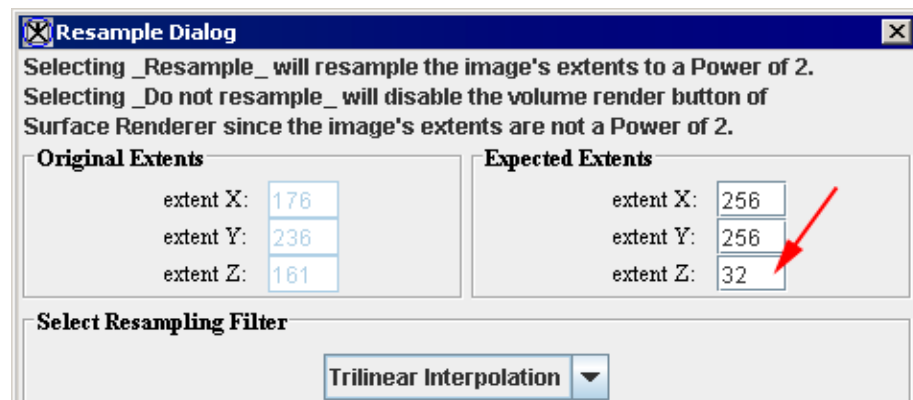 Resample Dialog
Selecting _Resample_ will resample the image's extents to a Power of 2.
Selecting _Do not resample_ will disable the volume render button of
Surface Renderer since the image's extents are not a Power of 2.
Original Extents
extent X: 176
extent Y: 236
extent Z: 161
Expected Extents
extent X: 256
extent Y: 256
extent Z: 32
Select Resampling Filter
Trilinear Interpolation